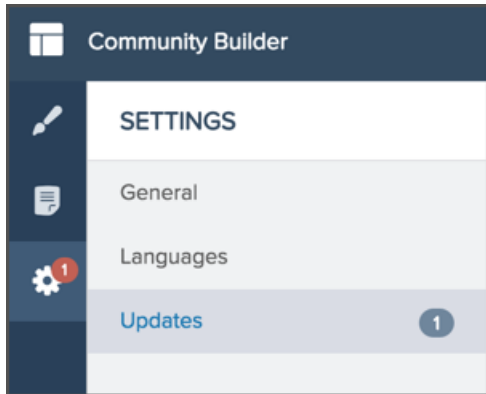 Community Builder
SETTINGS
General
Languages
1
Updates
1